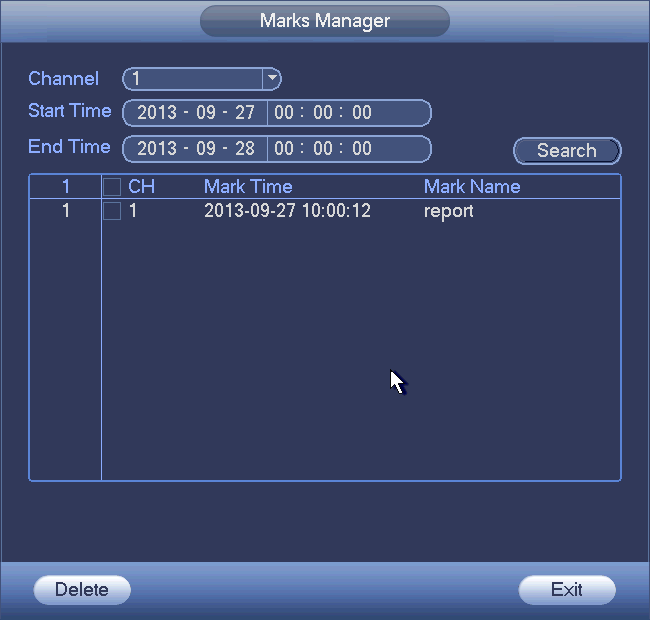 Marks Manager
Channel 1
Start Time 2013 - 09 - 27 00 : 00 : 00
End Time 2013 - 09 - 28 00 : 00 : 00
Search
1 CH Mark Time Mark Name
1 1 2013-09-27 10:00:12 report
Delete Exit